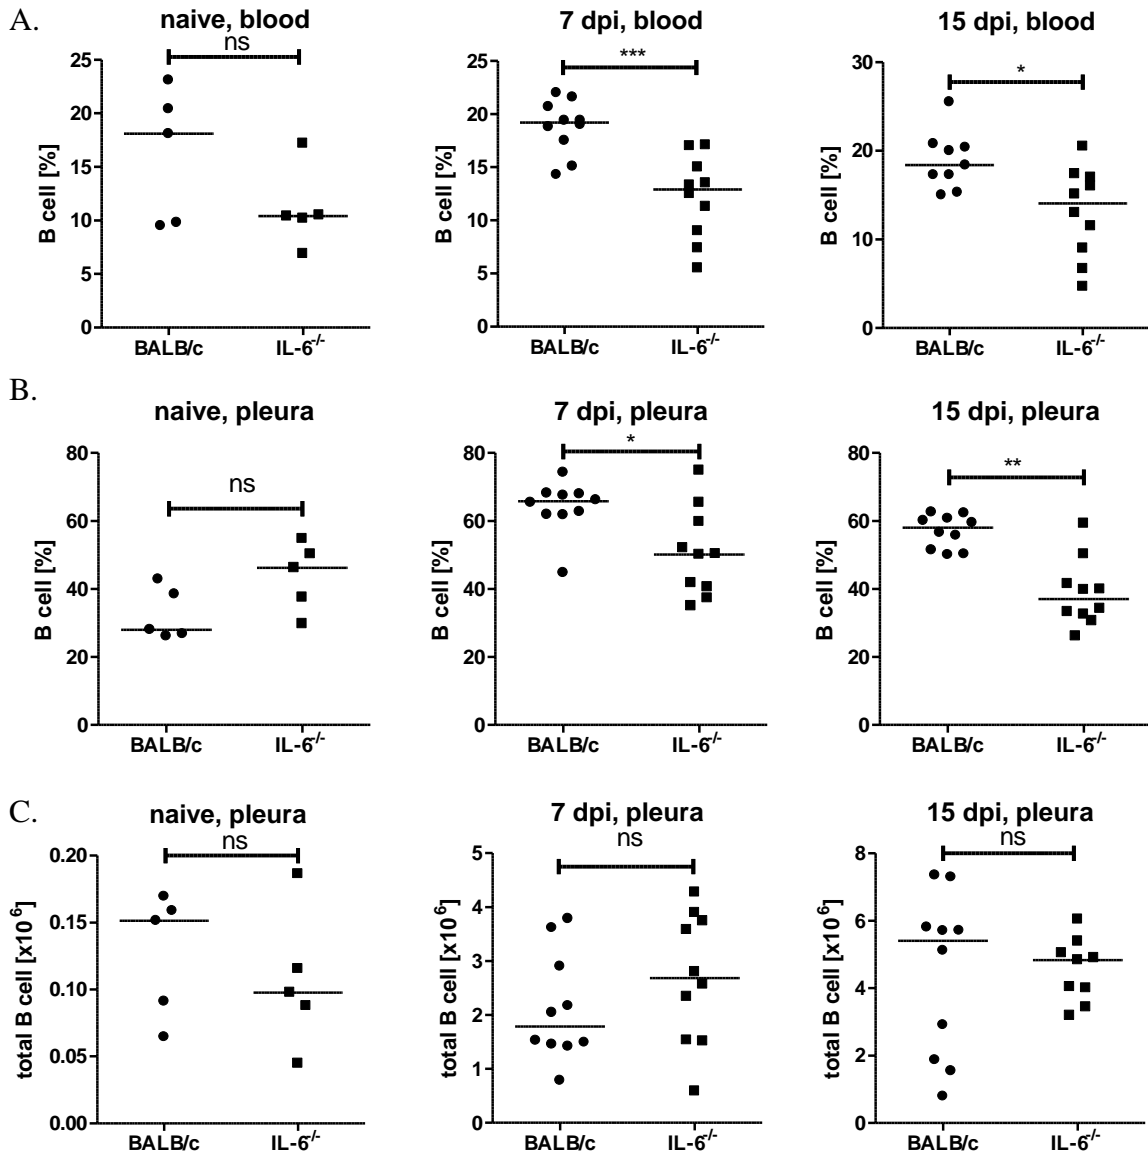 A.
naive, blood
7 dpi, blood
15 dpi, blood
ns
***
*
B cell [%]
25
20
15
10
5
0
BALB/c
IL-6-/-
B cell [%]
25
20
15
10
5
0
BALB/c
IL-6-/-
B cell [%]
30
20
10
0
BALB/c
IL-6-/-
B.
naive, pleura
7 dpi, pleura
15 dpi, pleura
ns
*
**
B cell [%]
80
60
40
20
0
BALB/c
IL-6-/-
B cell [%]
80
60
40
20
0
BALB/c
IL-6-/-
B cell [%]
80
60
40
20
0
BALB/c
IL-6-/-
C.
naive, pleura
7 dpi, pleura
15 dpi, pleura
ns
ns
ns
total B cell [x10^6]
0.20
0.15
0.10
0.05
0.00
BALB/c
IL-6-/-
total B cell [x10^6]
5
4
3
2
1
0
BALB/c
IL-6-/-
total B cell [x10^6]
8
6
4
2
0
BALB/c
IL-6-/-